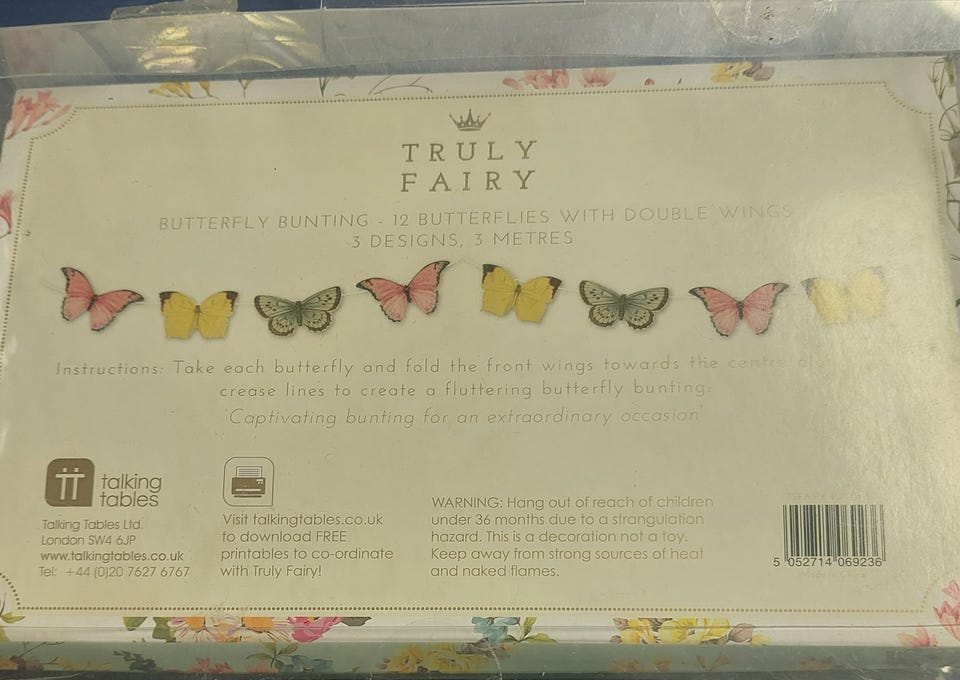 TRULY
FAIRY
BUTTERFLY BUNTING - 12 BUTTERFLIES WITH DOUBLE WINGS
3 DESIGNS, 3 METRES
Instructions: Take each butterfly and fold the front wings towards the centre
crease lines to create a fluttering butterfly bunting.
'Captivating bunting for an extraordinary occasion'
talking
tables
Talking Tables Ltd.
London SW4 6JP
www.talkingtables.co.uk
Tel: +44 (0)20 7627 6767
Visit talkingtables.co.uk
to download FREE
printables to co-ordinate
with Truly Fairy!
WARNING: Hang out of reach of children
under 36 months due to a strangulation
hazard. This is a decoration not a toy.
Keep away from strong sources of heat
and naked flames.
5 052714 069236
Made in China